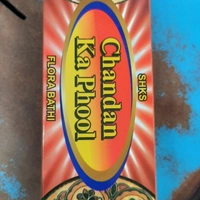 SHKS
Chandan
Ka Phool
FLORA BATHI